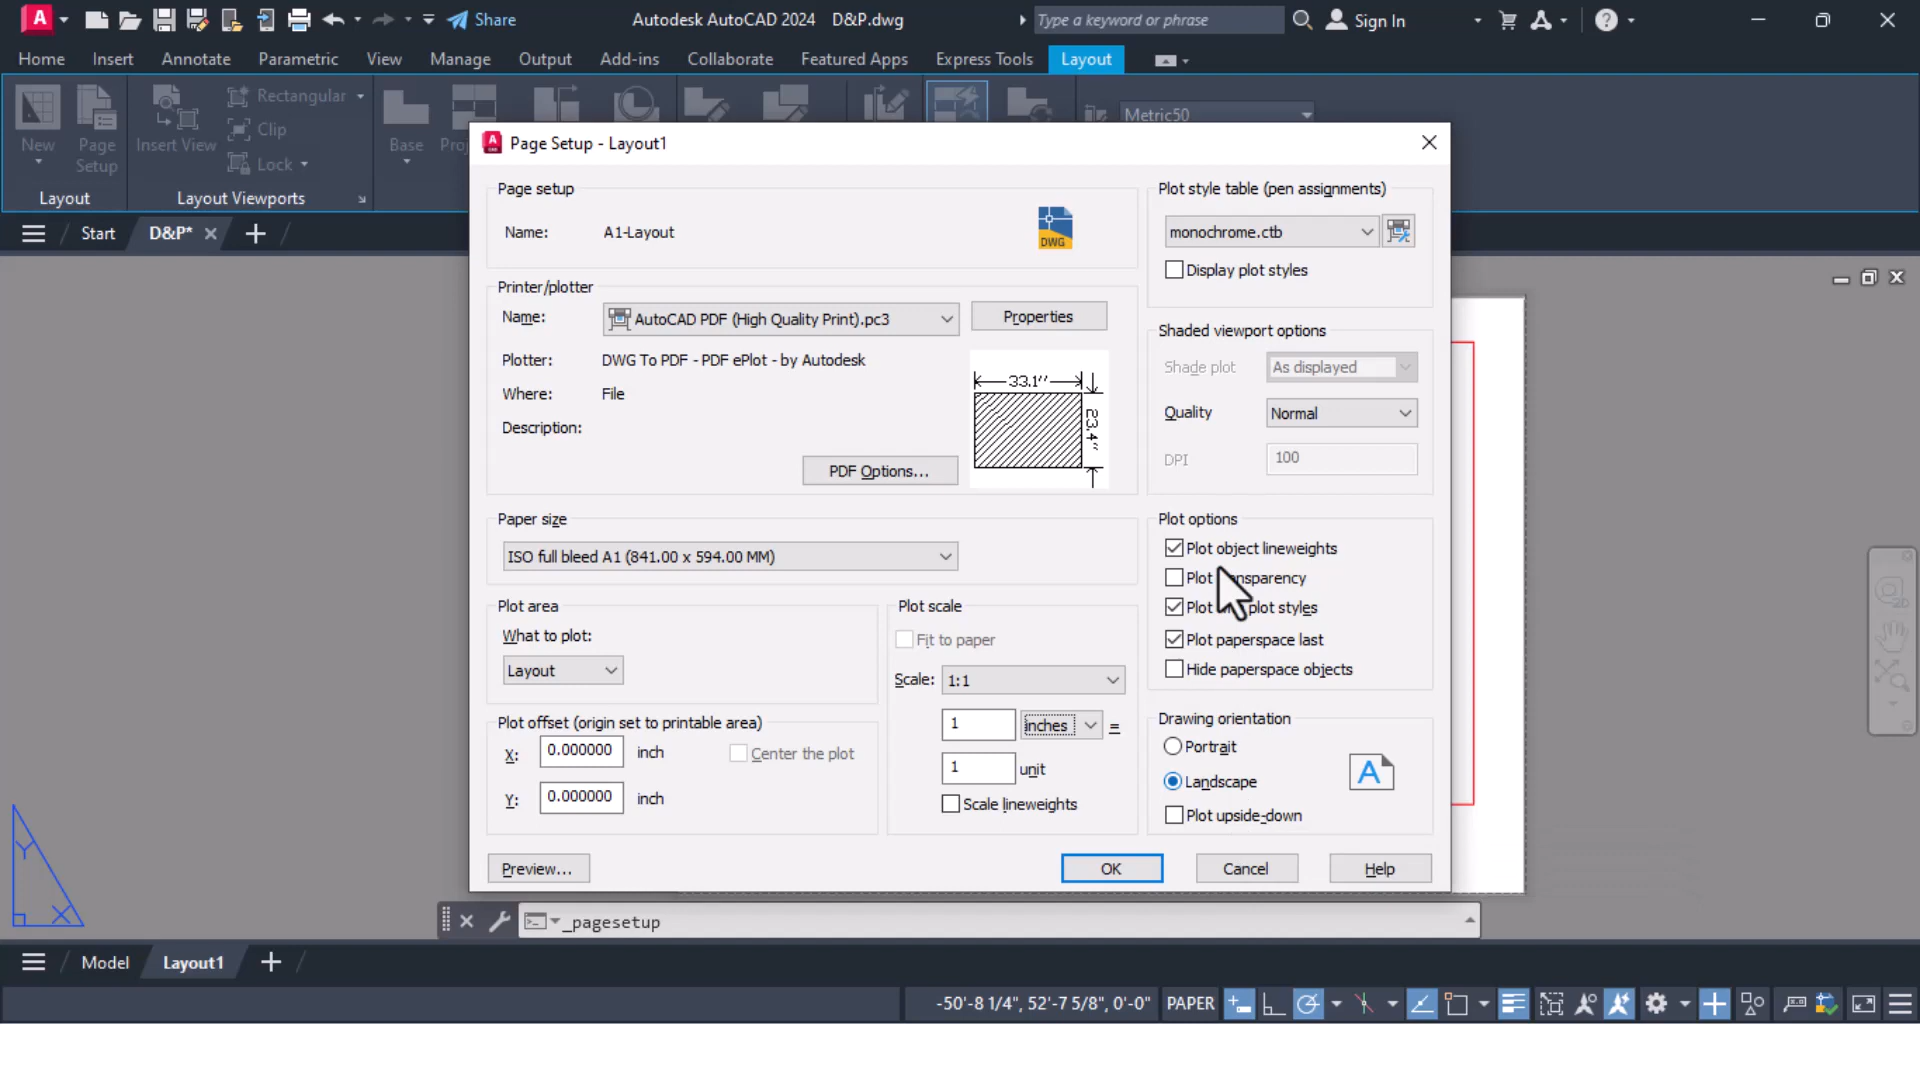 A Share Autodesk AutoCAD 2024 D&P.dwg Type a keyword or phrase Sign In
Home Insert Annotate Parametric View Manage Output Add-ins Collaborate Featured Apps Express Tools Layout
New Page Setup Insert View Rectangular Clip Lock Base Metric50
Layout Layout Viewports
Start D&P* +
Page Setup - Layout1
Page setup
Name: A1-Layout
DWG
Printer/plotter
Name: AutoCAD PDF (High Quality Print).pc3 Properties
Plotter: DWG To PDF - PDF ePlot - by Autodesk
Where: File
Description:
33.1''
23.4''
PDF Options...
Paper size
ISO full bleed A1 (841.00 x 594.00 MM)
Plot area
What to plot:
Layout
Plot offset (origin set to printable area)
X: 0.000000 inch Center the plot
Y: 0.000000 inch
Plot scale
Fit to paper
Scale: 1:1
1 inches =
1 unit
Scale lineweights
Plot style table (pen assignments)
monochrome.ctb
Display plot styles
Shaded viewport options
Shade plot As displayed
Quality Normal
DPI 100
Plot options
Plot object lineweights
Plot
Plot plot styles
Plot paperspace last
Hide paperspace objects
Drawing orientation
Portrait
Landscape
A
Plot upside-down
Preview... OK Cancel Help
Y
X
_pagesetup
Model Layout1 +
-50'-8 1/4", 52'-7 5/8", 0'-0" PAPER